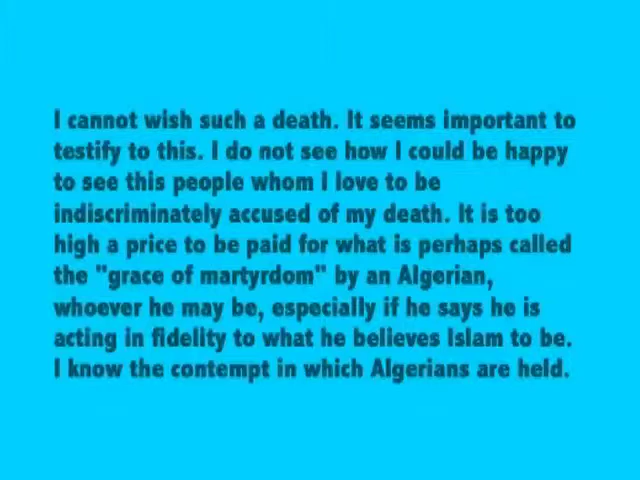 I cannot wish such a death. It seems important to
testify to this. I do not see how I could be happy
to see this people whom I love to be
indiscriminately accused of my death. It is too
high a price to be paid for what is perhaps called
the "grace of martyrdom" by an Algerian,
whoever he may be, especially if he says he is
acting in fidelity to what he believes Islam to be.
I know the contempt in which Algerians are held.